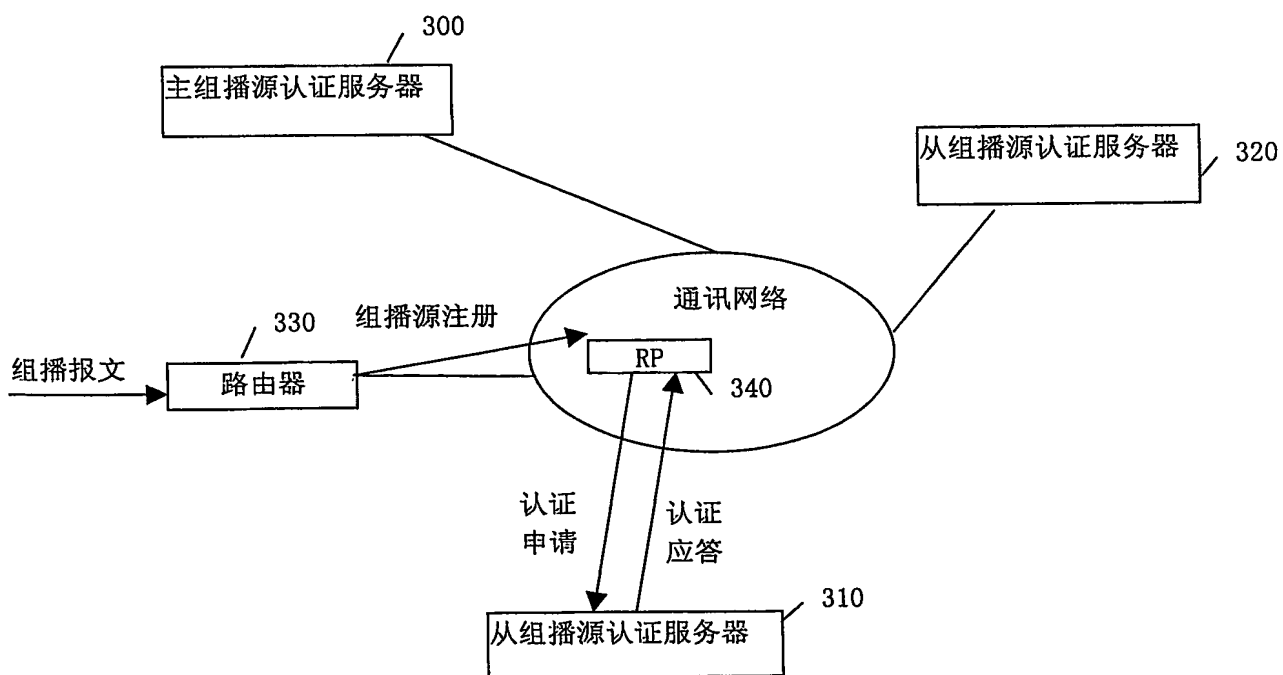 300
主组播源认证服务器
从组播源认证服务器
320
通讯网络
330
组播源注册
组播报文
路由器
RP
340
认证
申请
认证
应答
310
从组播源认证服务器